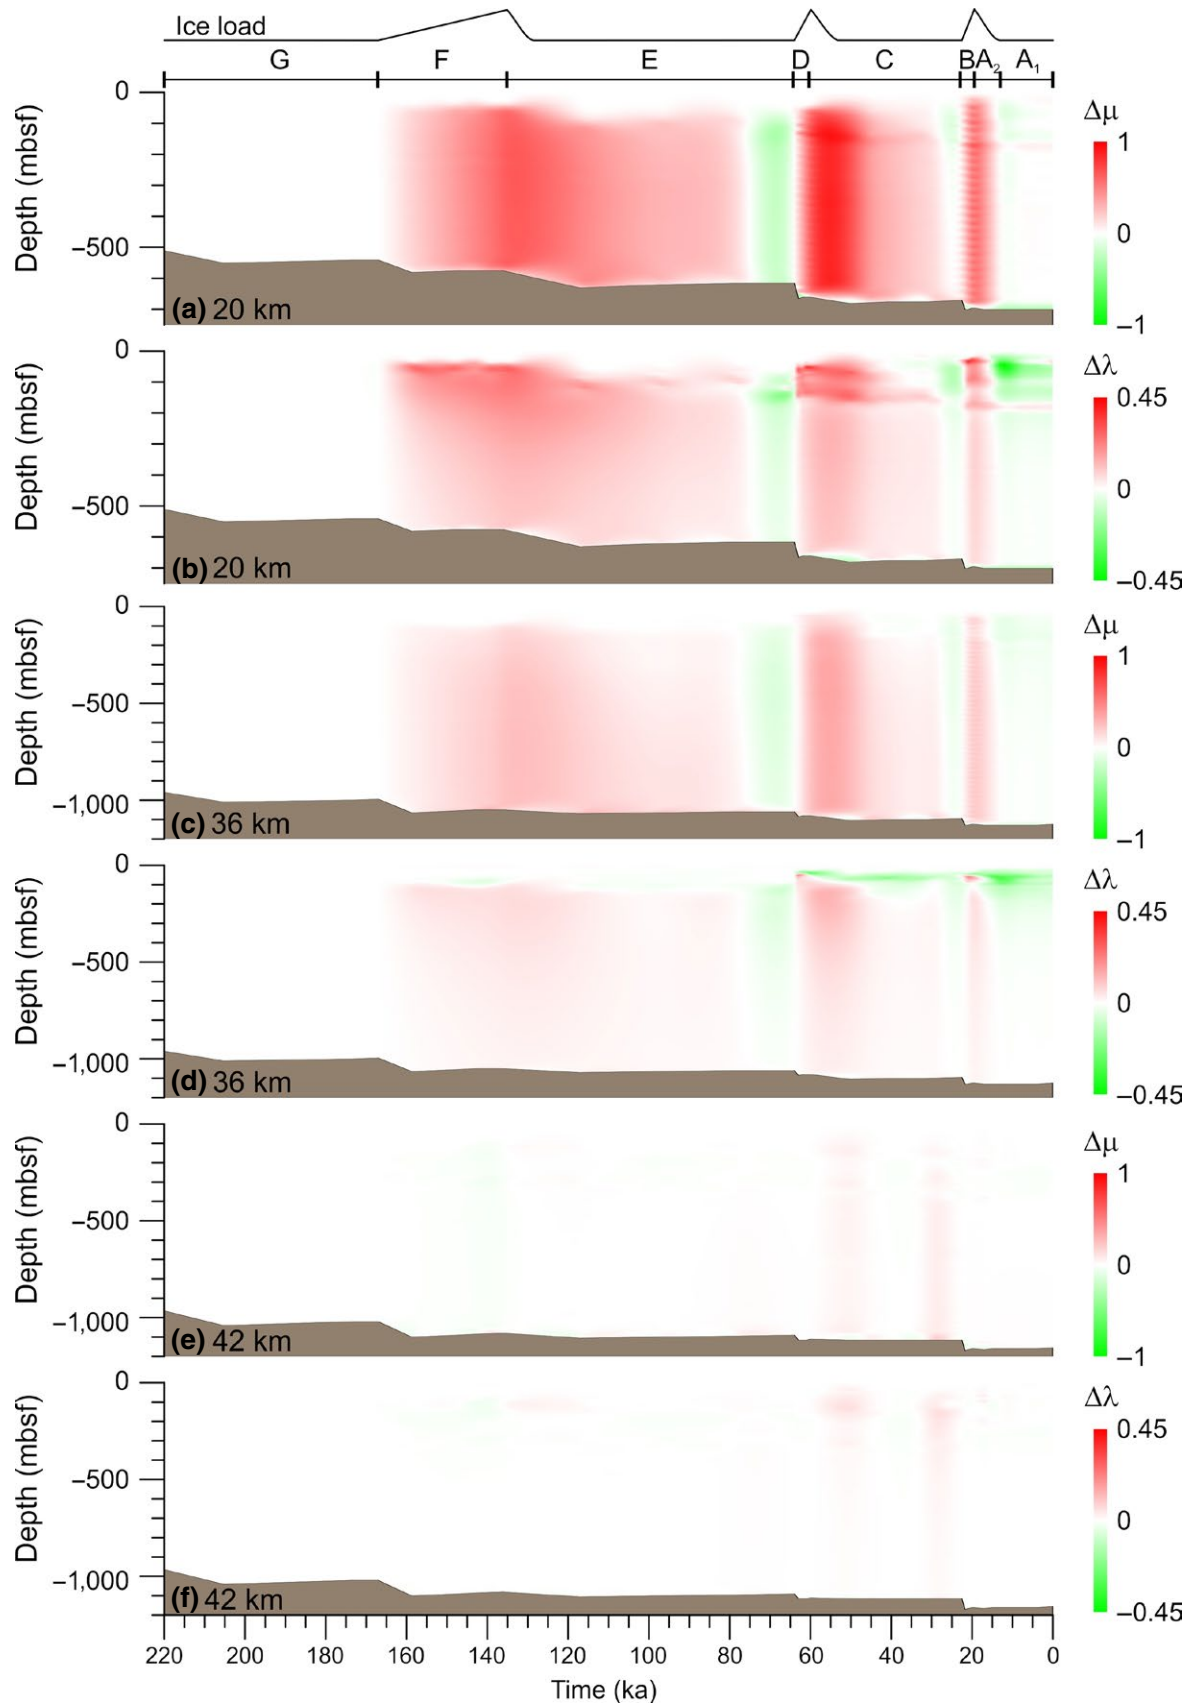 Ice load
G F E D C B A₂ A₁
0
−500
Depth (mbsf)
(a) 20 km
Δμ
1
0
−1
0
−500
Depth (mbsf)
(b) 20 km
Δλ
0.45
0
−0.45
0
−500
−1,000
Depth (mbsf)
(c) 36 km
Δμ
1
0
−1
0
−500
−1,000
Depth (mbsf)
(d) 36 km
Δλ
0.45
0
−0.45
0
−500
−1,000
Depth (mbsf)
(e) 42 km
Δμ
1
0
−1
0
−500
−1,000
Depth (mbsf)
(f) 42 km
Δλ
0.45
0
−0.45
220 200 180 160 140 120 100 80 60 40 20 0
Time (ka)